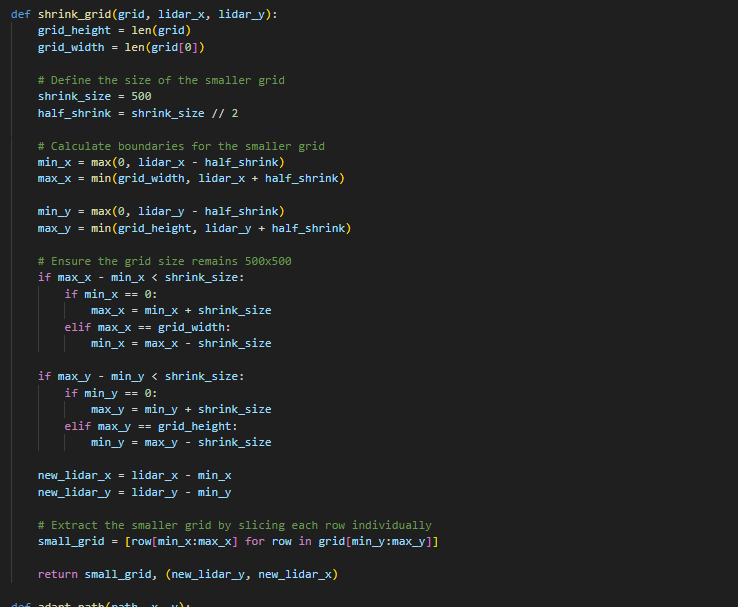 def shrink_grid(grid, lidar_x, lidar_y):
    grid_height = len(grid)
    grid_width = len(grid[0])

    # Define the size of the smaller grid
    shrink_size = 500
    half_shrink = shrink_size // 2

    # Calculate boundaries for the smaller grid
    min_x = max(0, lidar_x - half_shrink)
    max_x = min(grid_width, lidar_x + half_shrink)

    min_y = max(0, lidar_y - half_shrink)
    max_y = min(grid_height, lidar_y + half_shrink)

    # Ensure the grid size remains 500x500
    if max_x - min_x < shrink_size:
        if min_x == 0:
            max_x = min_x + shrink_size
        elif max_x == grid_width:
            min_x = max_x - shrink_size

    if max_y - min_y < shrink_size:
        if min_y == 0:
            max_y = min_y + shrink_size
        elif max_y == grid_height:
            min_y = max_y - shrink_size

    new_lidar_x = lidar_x - min_x
    new_lidar_y = lidar_y - min_y

    # Extract the smaller grid by slicing each row individually
    small_grid = [row[min_x:max_x] for row in grid[min_y:max_y]]

    return small_grid, (new_lidar_y, new_lidar_x)

def adapt_path(path, x, y):